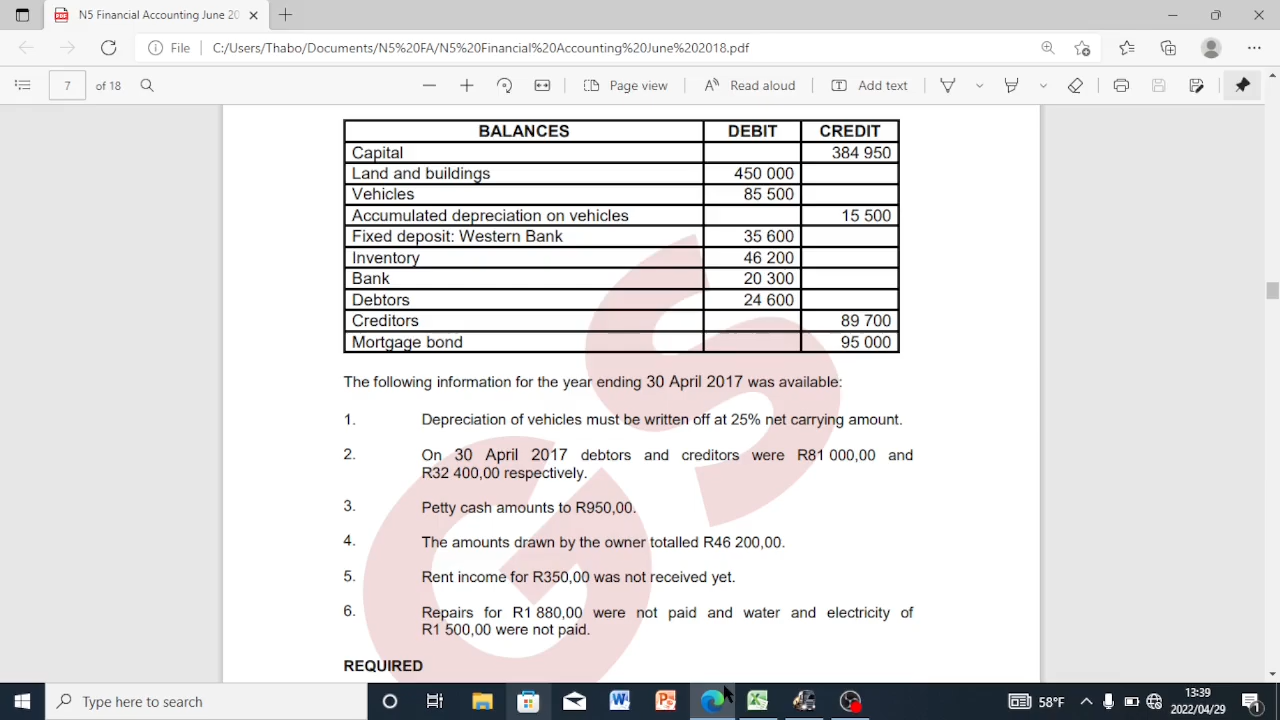 N5 Financial Accounting June 20
File
C:/Users/Thabo/Documents/N5%20FA/N5%20Financial%20Accounting%20June%202018.pdf
7 of 18
Page view
Read aloud
Add text
BALANCES DEBIT CREDIT
Capital 384 950
Land and buildings 450 000
Vehicles 85 500
Accumulated depreciation on vehicles 15 500
Fixed deposit: Western Bank 35 600
Inventory 46 200
Bank 20 300
Debtors 24 600
Creditors 89 700
Mortgage bond 95 000
The following information for the year ending 30 April 2017 was available:
1. Depreciation of vehicles must be written off at 25% net carrying amount.
2. On 30 April 2017 debtors and creditors were R81 000,00 and
R32 400,00 respectively.
3. Petty cash amounts to R950,00.
4. The amounts drawn by the owner totalled R46 200,00.
5. Rent income for R350,00 was not received yet.
6. Repairs for R1 880,00 were not paid and water and electricity of
R1 500,00 were not paid.
REQUIRED
GS
Type here to search
58°F
13:39
2022/04/29